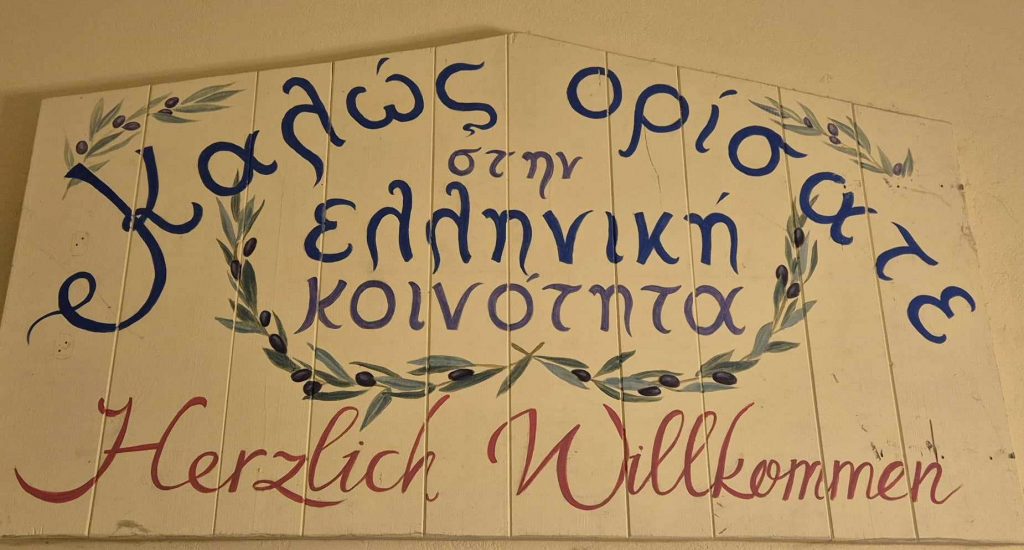 Καλώς ορίσατε
στην
ελληνική
κοινότητα
Herzlich Willkommen